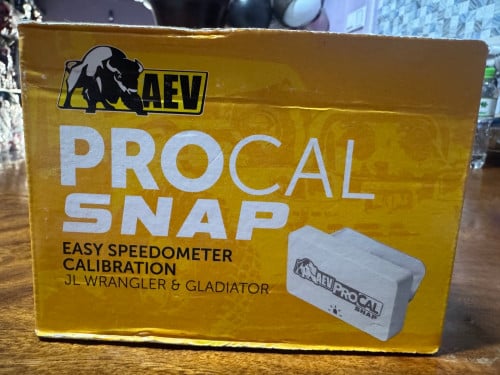 AEV
PROCAL
SNAP
EASY SPEEDOMETER
CALIBRATION
JL WRANGLER & GLADIATOR
AEV PROCAL
SNAP